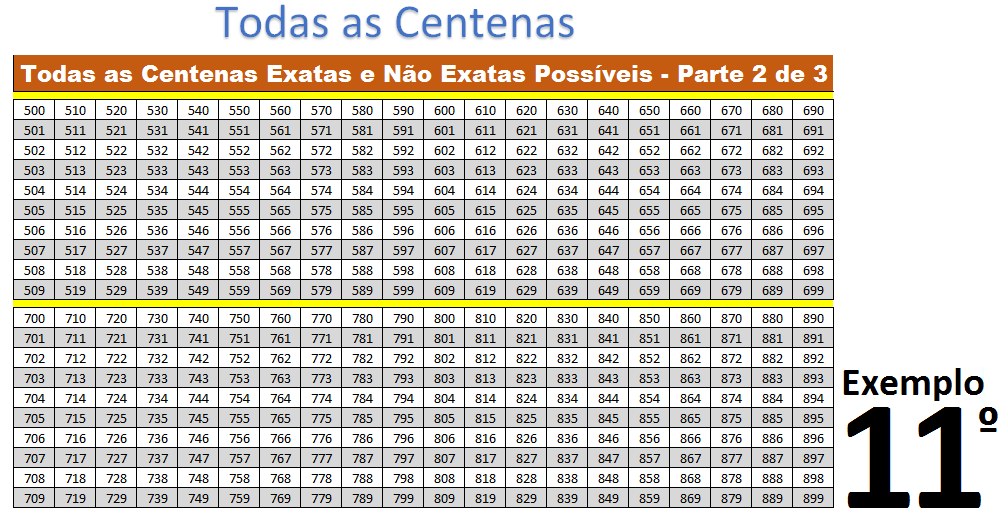 Todas as Centenas
Todas as Centenas Exatas e Não Exatas Possíveis - Parte 2 de 3
500 510 520 530 540 550 560 570 580 590 600 610 620 630 640 650 660 670 680 690
501 511 521 531 541 551 561 571 581 591 601 611 621 631 641 651 661 671 681 691
502 512 522 532 542 552 562 572 582 592 602 612 622 632 642 652 662 672 682 692
503 513 523 533 543 553 563 573 583 593 603 613 623 633 643 653 663 673 683 693
504 514 524 534 544 554 564 574 584 594 604 614 624 634 644 654 664 674 684 694
505 515 525 535 545 555 565 575 585 595 605 615 625 635 645 655 665 675 685 695
506 516 526 536 546 556 566 576 586 596 606 616 626 636 646 656 666 676 686 696
507 517 527 537 547 557 567 577 587 597 607 617 627 637 647 657 667 677 687 697
508 518 528 538 548 558 568 578 588 598 608 618 628 638 648 658 668 678 688 698
509 519 529 539 549 559 569 579 589 599 609 619 629 639 649 659 669 679 689 699
700 710 720 730 740 750 760 770 780 790 800 810 820 830 840 850 860 870 880 890
701 711 721 731 741 751 761 771 781 791 801 811 821 831 841 851 861 871 881 891
702 712 722 732 742 752 762 772 782 792 802 812 822 832 842 852 862 872 882 892
703 713 723 733 743 753 763 773 783 793 803 813 823 833 843 853 863 873 883 893
704 714 724 734 744 754 764 774 784 794 804 814 824 834 844 854 864 874 884 894
705 715 725 735 745 755 765 775 785 795 805 815 825 835 845 855 865 875 885 895
706 716 726 736 746 756 766 776 786 796 806 816 826 836 846 856 866 876 886 896
707 717 727 737 747 757 767 777 787 797 807 817 827 837 847 857 867 877 887 897
708 718 728 738 748 758 768 778 788 798 808 818 828 838 848 858 868 878 888 898
709 719 729 739 749 759 769 779 789 799 809 819 829 839 849 859 869 879 889 899
Exemplo
11º